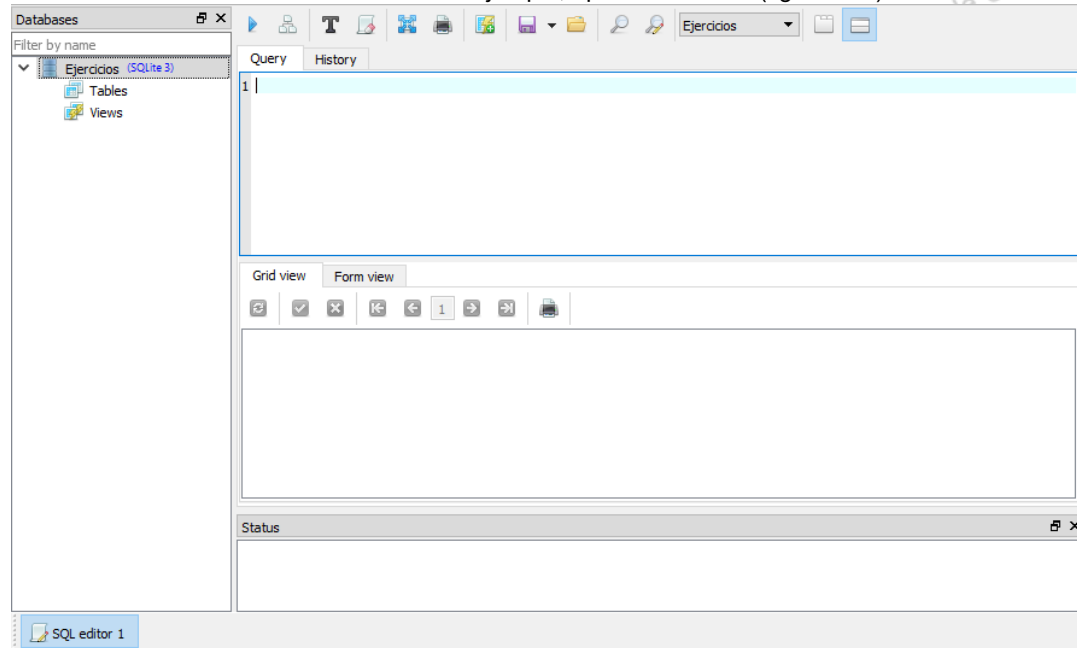 Databases
Filter by name
Ejercicios (SQLite 3)
Tables
Views
T
Ejercicios
Query History
1
Grid view Form view
1
Status
SQL editor 1